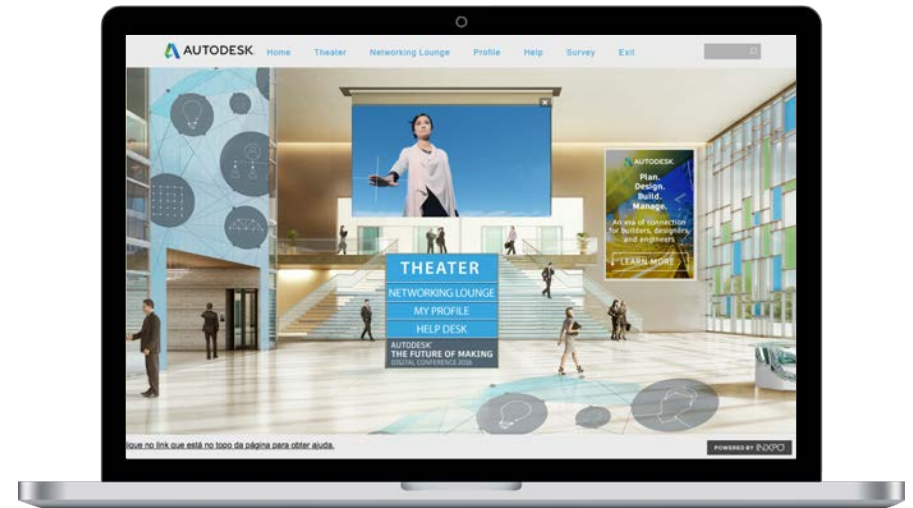 AUTODESK
Home Theater Networking Lounge Profile Help Survey Exit
AUTODESK
Plan.
Design.
Build.
Manage.
An era of connection
for builders, designers,
and engineers
LEARN MORE
THEATER
NETWORKING LOUNGE
MY PROFILE
HELP DESK
AUTODESK
THE FUTURE OF MAKING
DIGITAL CONFERENCE 2016
lique no link que está no topo da página para obter ajuda.
POWERED BY INXPO